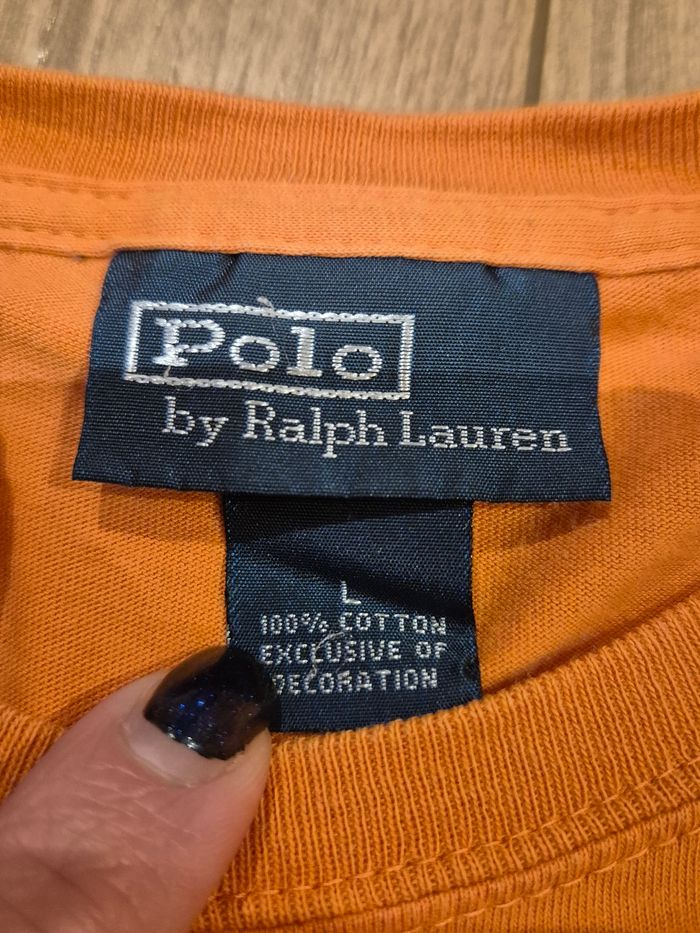 Polo
by Ralph Lauren
L
100% COTTON
EXCLUSIVE OF
DECORATION